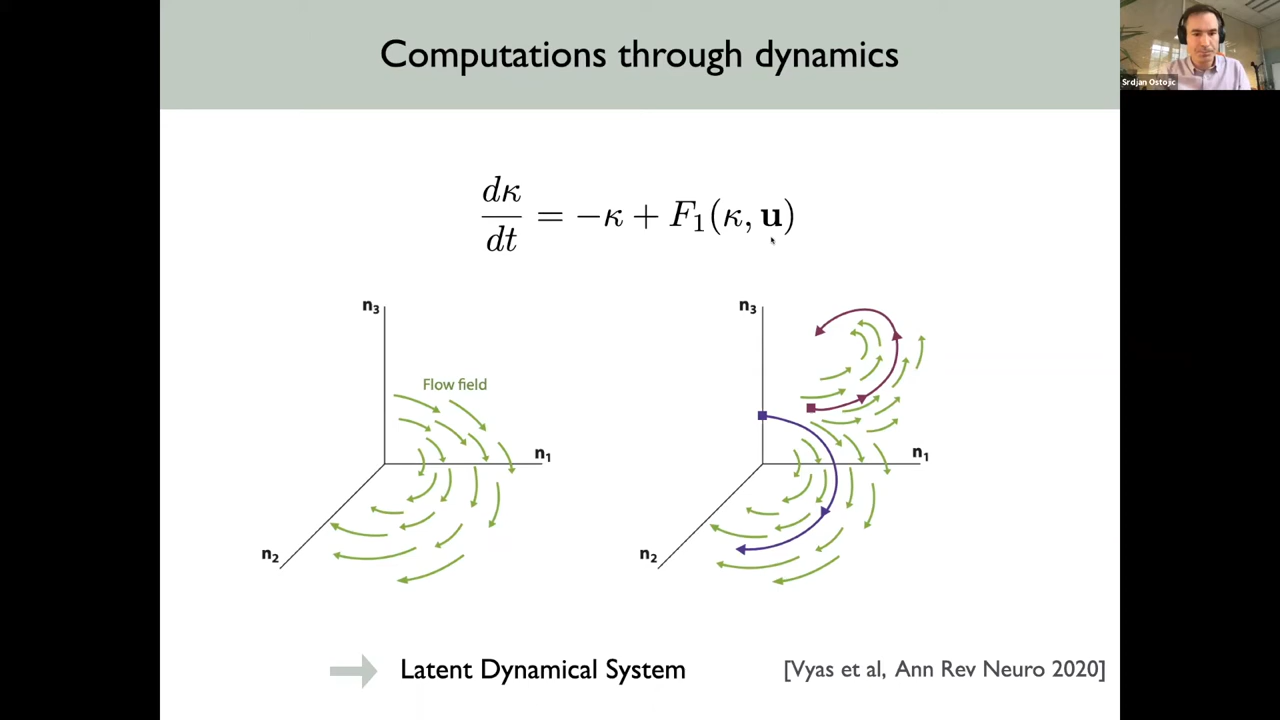 Computations through dynamics
Srdjan Ostojic
dκ/dt = −κ + F₁(κ, u)
n₃
Flow field
n₁
n₂
n₃
n₁
n₂
Latent Dynamical System
[Vyas et al, Ann Rev Neuro 2020]